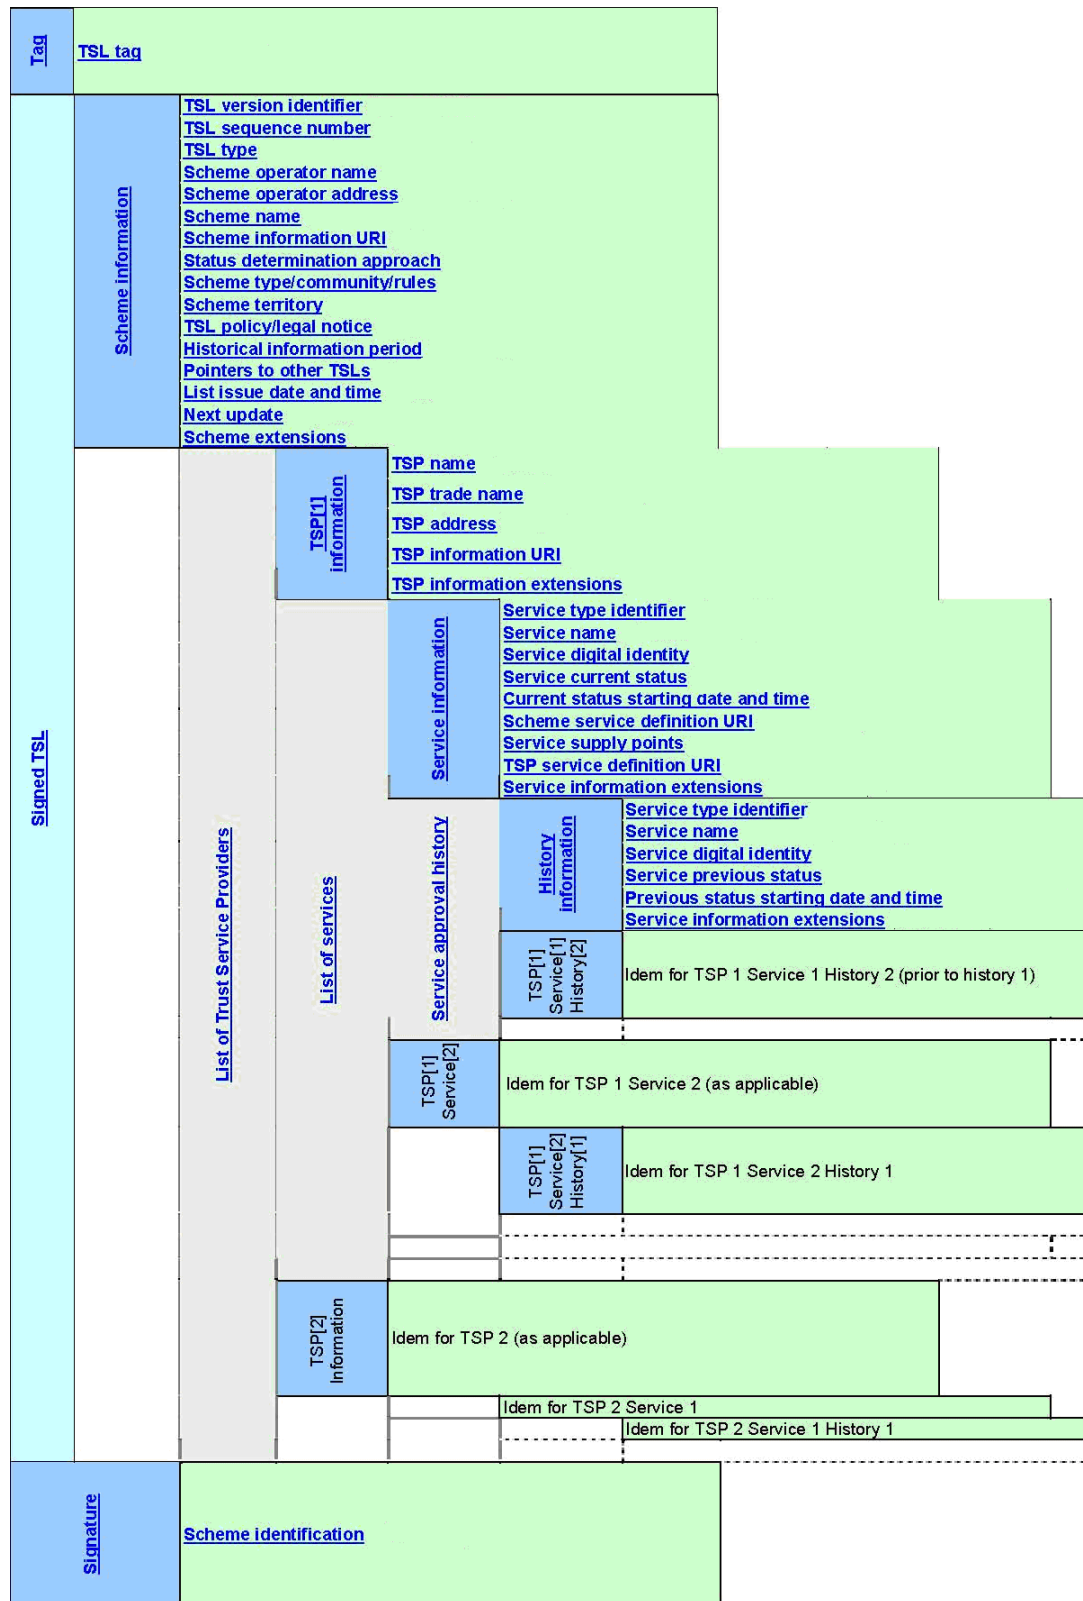 Tag
TSL tag
Signed TSL
Scheme information
TSL version identifier
TSL sequence number
TSL type
Scheme operator name
Scheme operator address
Scheme name
Scheme information URI
Status determination approach
Scheme type/community/rules
Scheme territory
TSL policy/legal notice
Historical information period
Pointers to other TSLs
List issue date and time
Next update
Scheme extensions
List of Trust Service Providers
TSP[1]
information
TSP name
TSP trade name
TSP address
TSP information URI
TSP information extensions
List of services
Service information
Service type identifier
Service name
Service digital identity
Service current status
Current status starting date and time
Scheme service definition URI
Service supply points
TSP service definition URI
Service information extensions
Service approval history
History
information
Service type identifier
Service name
Service digital identity
Service previous status
Previous status starting date and time
Service information extensions
TSP[1]
Service[1]
History[2]
Idem for TSP 1 Service 1 History 2 (prior to history 1)
TSP[1]
Service[2]
Idem for TSP 1 Service 2 (as applicable)
TSP[1]
Service[2]
History[1]
Idem for TSP 1 Service 2 History 1
TSP[2]
Information
Idem for TSP 2 (as applicable)
Idem for TSP 2 Service 1
Idem for TSP 2 Service 1 History 1
Signature
Scheme identification